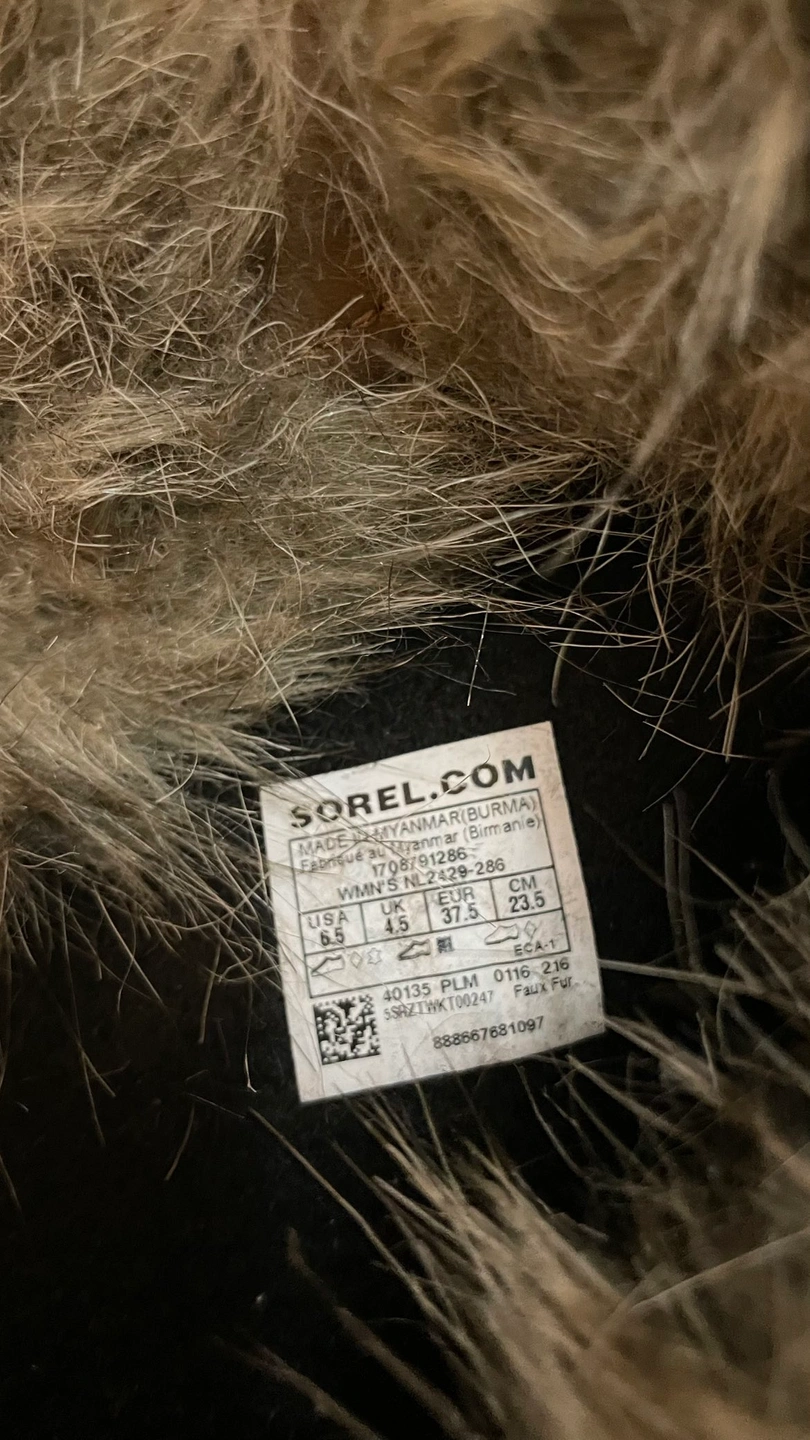 SOREL.COM
MADE IN MYANMAR(BURMA)
Fabriqué au Myanmar (Birmanie)
1708791286
WMN'S NL2429-286
USA UK EUR CM
6.5 4.5 37.5 23.5
ECA-1
40135 PLM 0116 216
5SRZTWKT00247 Faux Fur
888667681097